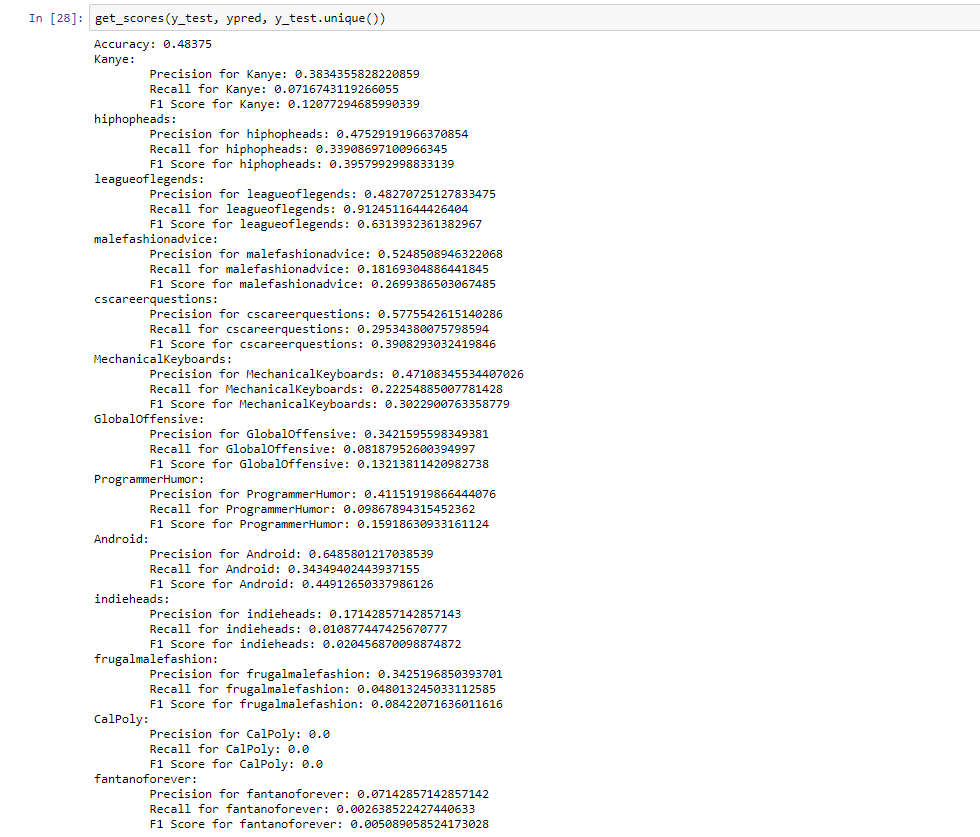 In [28]: get_scores(y_test, ypred, y_test.unique())
Accuracy: 0.48375
Kanye:
Precision for Kanye: 0.3834355828220859
Recall for Kanye: 0.0716743119266055
F1 Score for Kanye: 0.12077294685990339
hiphopheads:
Precision for hiphopheads: 0.47529191966370854
Recall for hiphopheads: 0.33908697100966345
F1 Score for hiphopheads: 0.3957992998833139
leagueoflegends:
Precision for leagueoflegends: 0.48270725127833475
Recall for leagueoflegends: 0.9124511644426404
F1 Score for leagueoflegends: 0.6313932361382967
malefashionadvice:
Precision for malefashionadvice: 0.5248508946322068
Recall for malefashionadvice: 0.18169304886441845
F1 Score for malefashionadvice: 0.2699386503067485
cscareerquestions:
Precision for cscareerquestions: 0.5775542615140286
Recall for cscareerquestions: 0.29534380075798594
F1 Score for cscareerquestions: 0.3908293032419846
MechanicalKeyboards:
Precision for MechanicalKeyboards: 0.47108345534407026
Recall for MechanicalKeyboards: 0.22254885007781428
F1 Score for MechanicalKeyboards: 0.3022900763358779
GlobalOffensive:
Precision for GlobalOffensive: 0.3421595598349381
Recall for GlobalOffensive: 0.08187952600394997
F1 Score for GlobalOffensive: 0.13213811420982738
ProgrammerHumor:
Precision for ProgrammerHumor: 0.41151919866444076
Recall for ProgrammerHumor: 0.09867894315452362
F1 Score for ProgrammerHumor: 0.15918630933161124
Android:
Precision for Android: 0.6485801217038539
Recall for Android: 0.34349402443937155
F1 Score for Android: 0.44912650337986126
indieheads:
Precision for indieheads: 0.17142857142857143
Recall for indieheads: 0.010877447425670777
F1 Score for indieheads: 0.020456870098874872
frugalmalefashion:
Precision for frugalmalefashion: 0.3425196850393701
Recall for frugalmalefashion: 0.048013245033112585
F1 Score for frugalmalefashion: 0.08422071636011616
CalPoly:
Precision for CalPoly: 0.0
Recall for CalPoly: 0.0
F1 Score for CalPoly: 0.0
fantanoforever:
Precision for fantanoforever: 0.07142857142857142
Recall for fantanoforever: 0.002638522427440633
F1 Score for fantanoforever: 0.005089058524173028